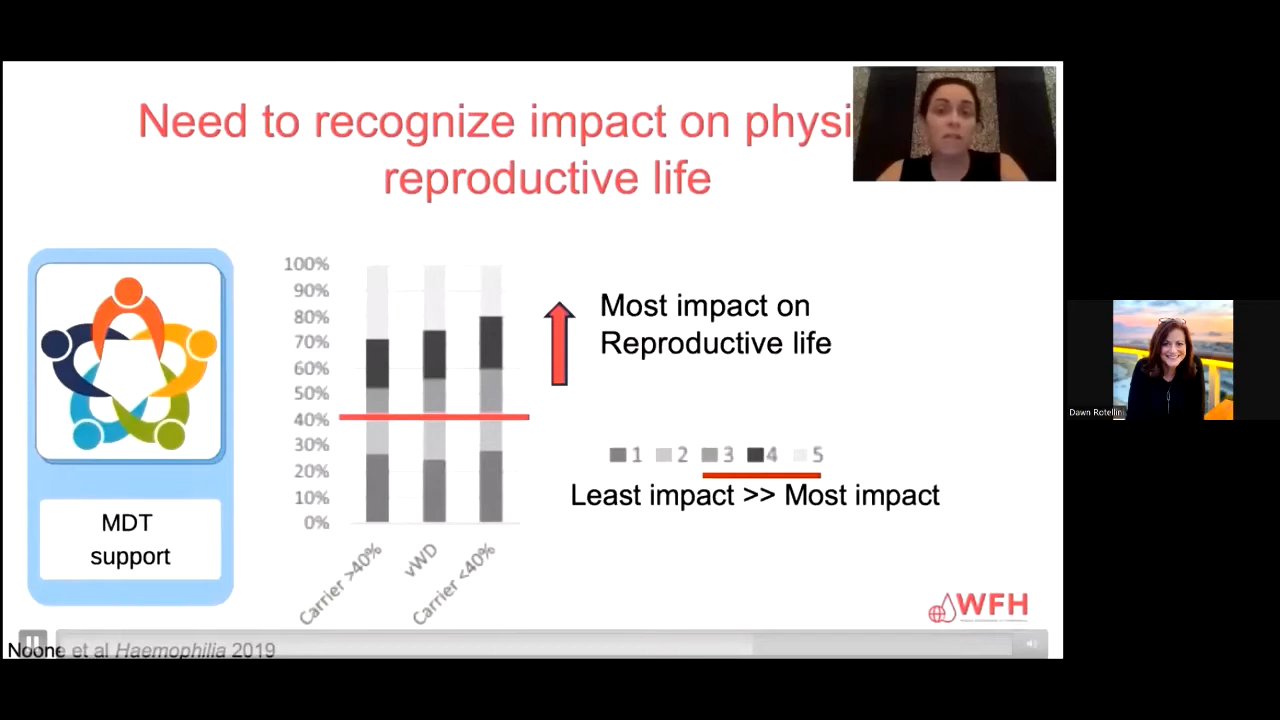 Need to recognize impact on physi
reproductive life
100%
90%
80%
70%
60%
50%
40%
30%
20%
10%
0%
Carrier >40%
vWD
Carrier <40%
Most impact on
Reproductive life
1 2 3 4 5
Least impact >> Most impact
MDT
support
WFH
Noone et al Haemophilia 2019
Dawn Rotellini